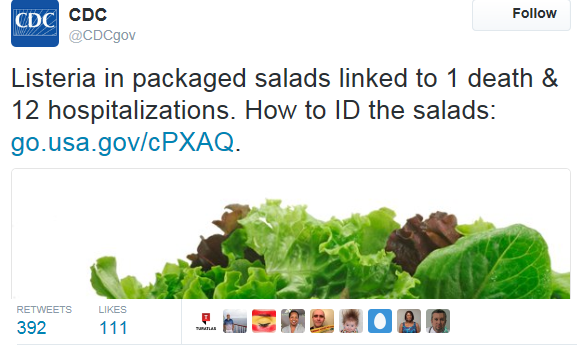 CDC
CDC
@CDCgov
Follow
Listeria in packaged salads linked to 1 death &
12 hospitalizations. How to ID the salads:
go.usa.gov/cPXAQ.
RETWEETS
LIKES
392
111
TURATLAS